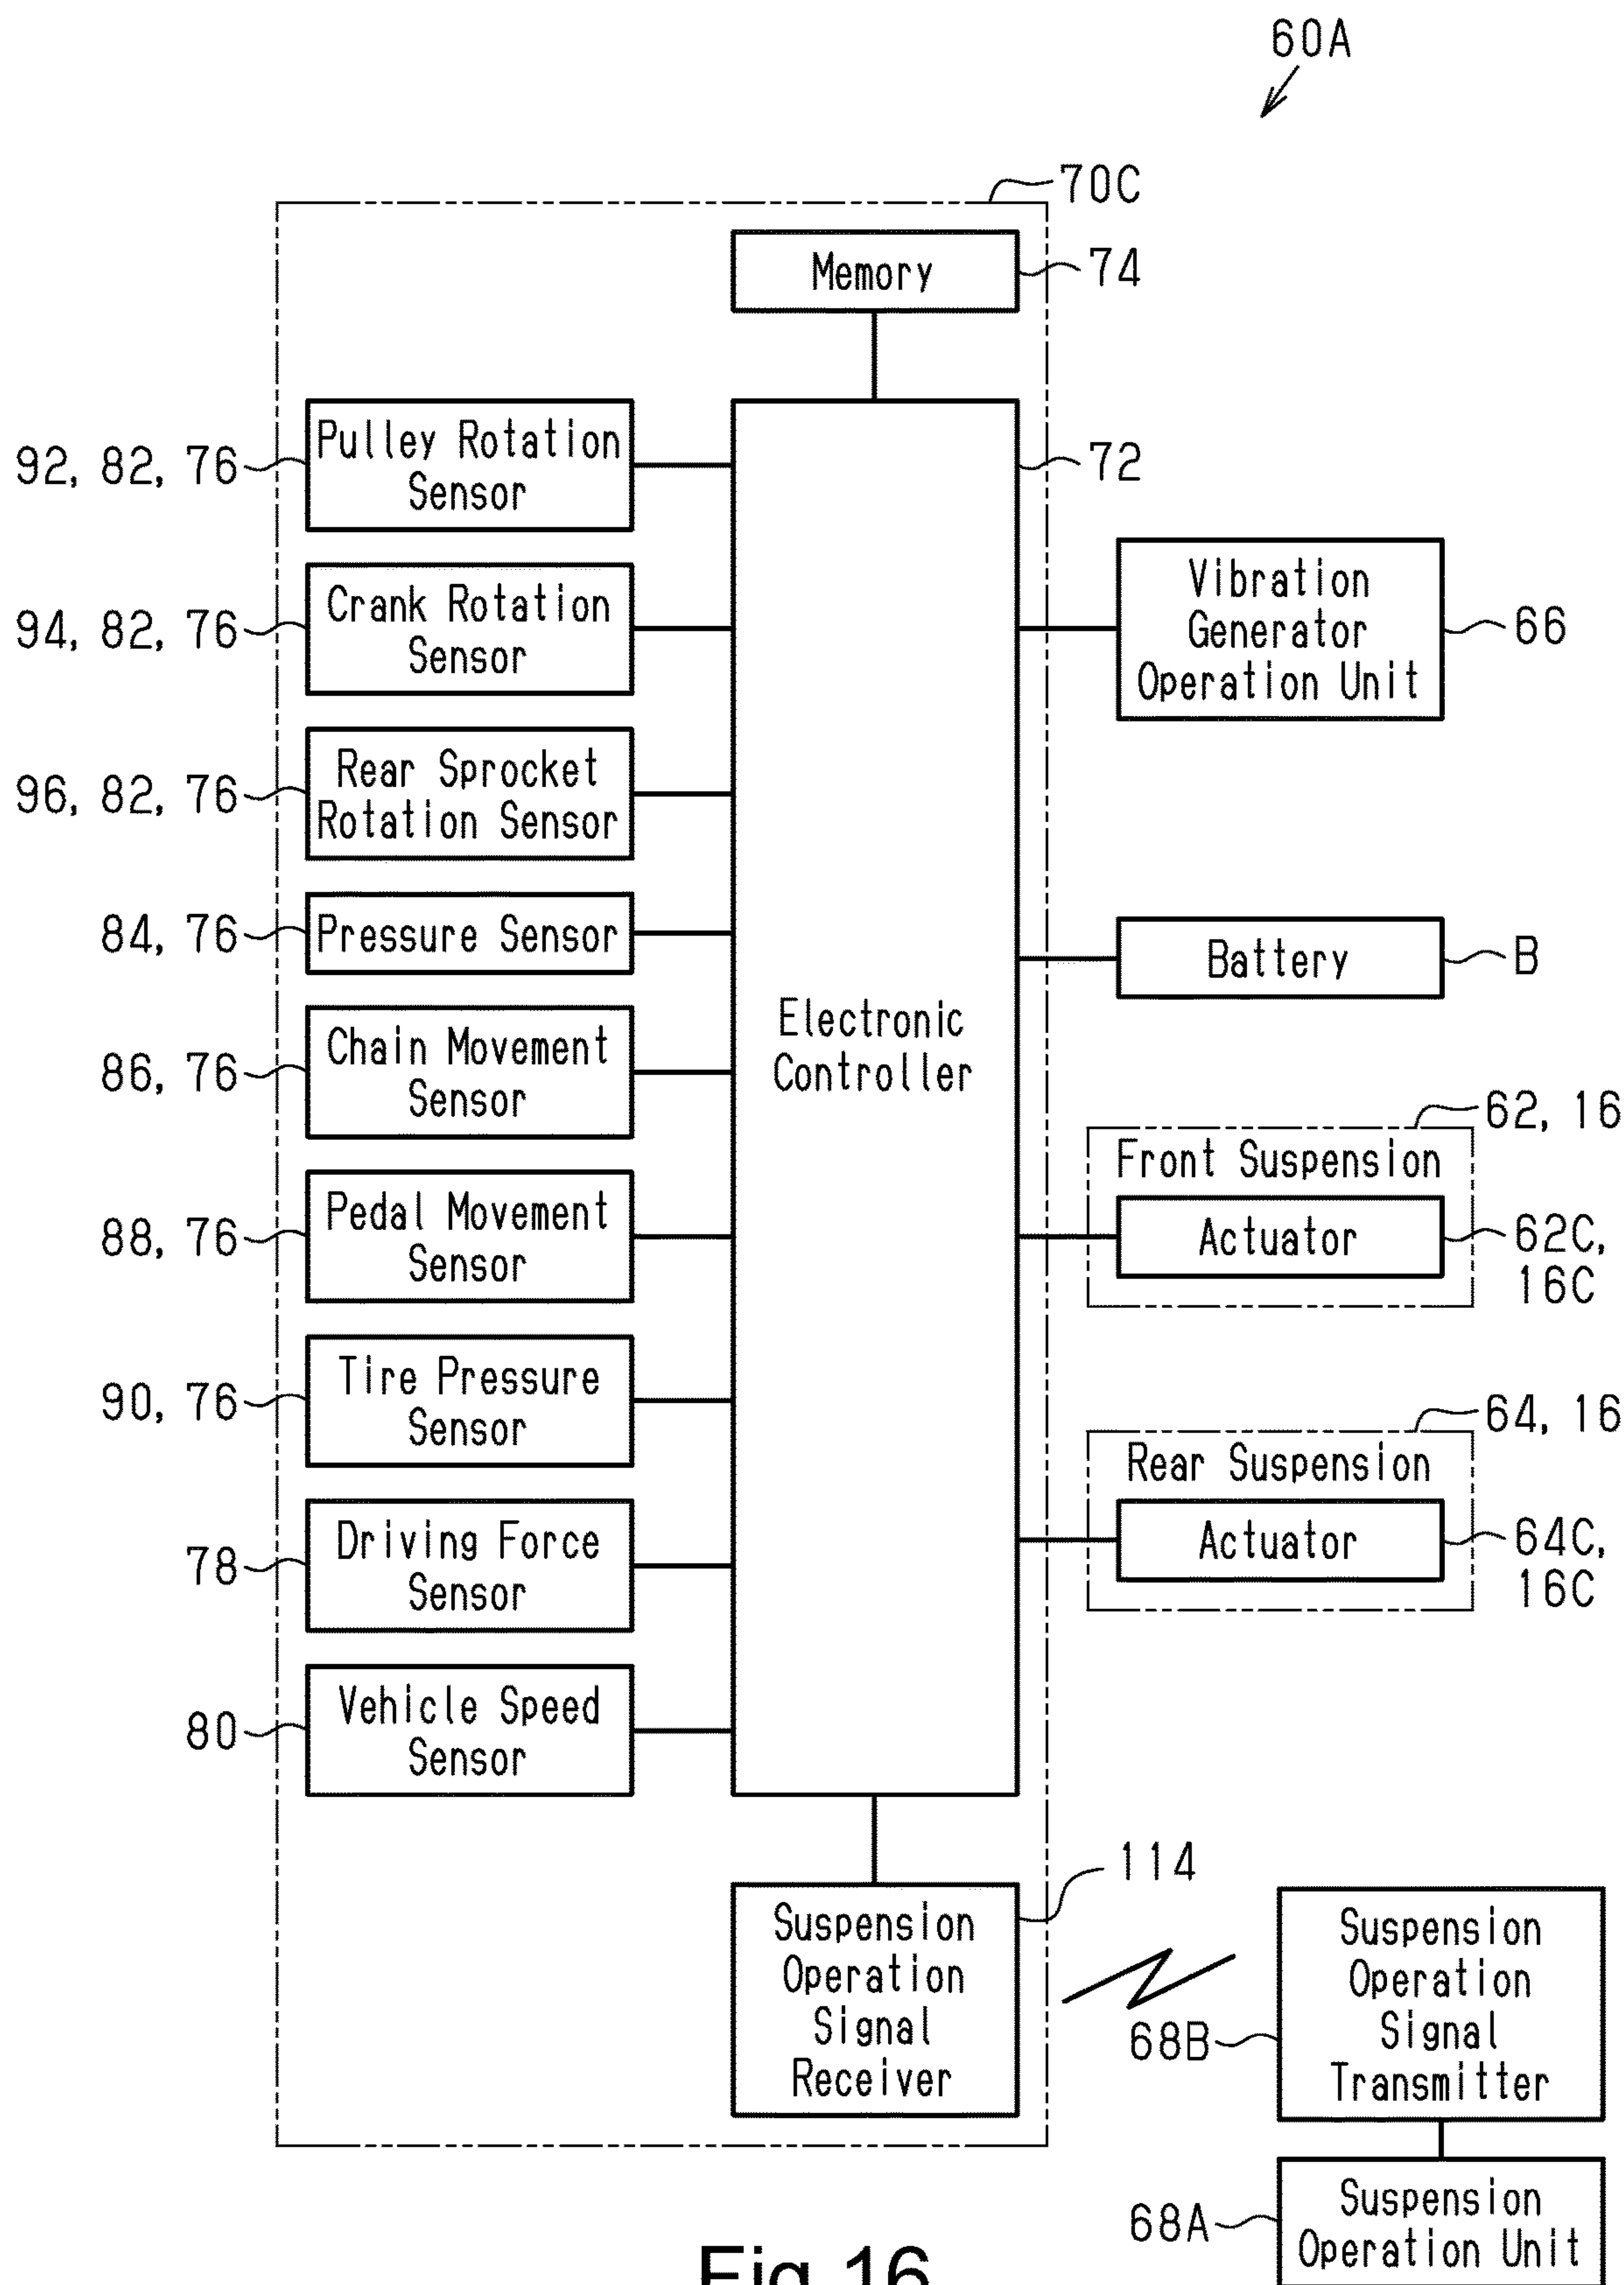 60A
70C
Memory
74
Pulley Rotation
Sensor
92, 82, 76
72
Crank Rotation
Sensor
94, 82, 76
Vibration
Generator
Operation Unit
66
Rear Sprocket
Rotation Sensor
96, 82, 76
Pressure Sensor
84, 76
Battery
B
Chain Movement
Sensor
86, 76
Electronic
Controller
62, 16
Front Suspension
Actuator
62C,
16C
Pedal Movement
Sensor
88, 76
Tire Pressure
Sensor
90, 76
64, 16
Rear Suspension
Actuator
64C,
16C
Driving Force
Sensor
78
Vehicle Speed
Sensor
80
114
Suspension
Operation
Signal
Receiver
Suspension
Operation
Signal
Transmitter
68B
Suspension
Operation Unit
68A
Fig.16